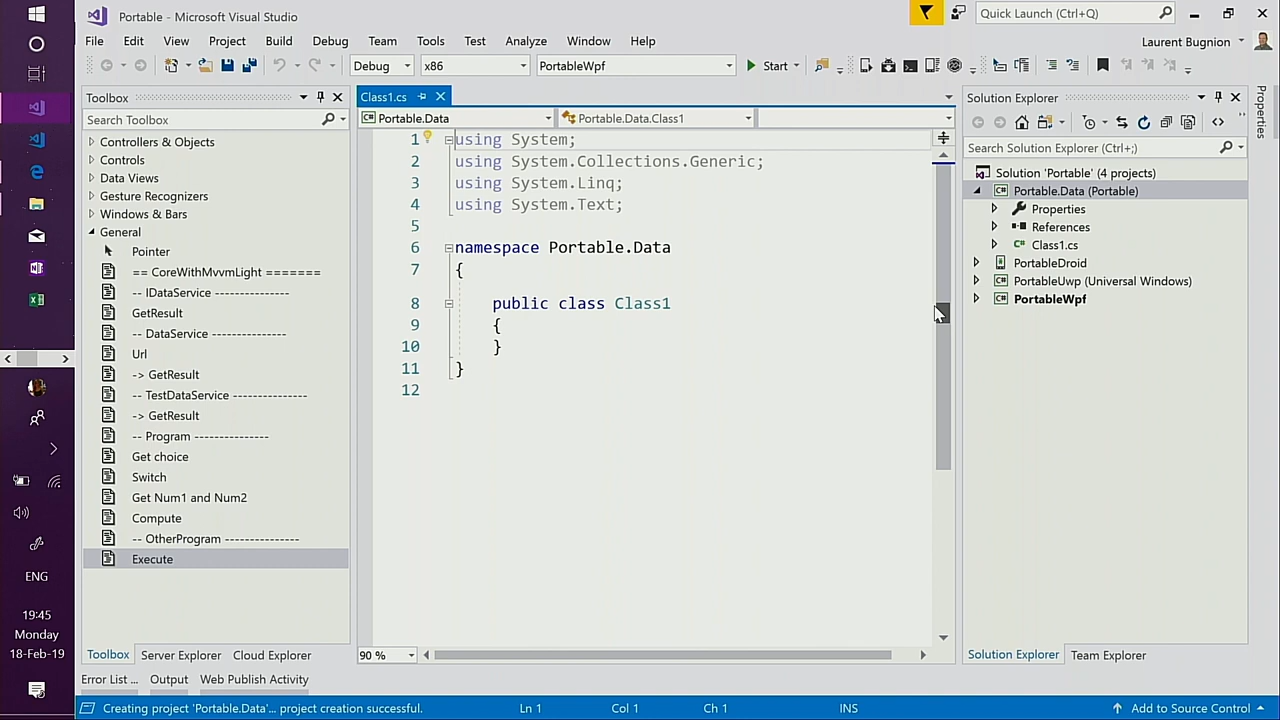 Portable - Microsoft Visual Studio
Quick Launch (Ctrl+Q)
File Edit View Project Build Debug Team Tools Test Analyze Window Help
Laurent Bugnion
Debug x86 PortableWpf Start
Toolbox
Search Toolbox
Controllers & Objects
Controls
Data Views
Gesture Recognizers
Windows & Bars
General
Pointer
== CoreWithMvvmLight =======
-- IDataService ---------------
GetResult
-- DataService ---------------
Url
-> GetResult
-- TestDataService ---------------
-> GetResult
-- Program ---------------
Get choice
Switch
Get Num1 and Num2
Compute
-- OtherProgram ---------------
Execute
Toolbox Server Explorer Cloud Explorer
Error List ... Output Web Publish Activity
Class1.cs
Portable.Data Portable.Data.Class1
1 using System;
2 using System.Collections.Generic;
3 using System.Linq;
4 using System.Text;
5
6 namespace Portable.Data
7 {
8 public class Class1
9 {
10 }
11 }
12
90 %
Solution Explorer
Search Solution Explorer (Ctrl+;)
Solution 'Portable' (4 projects)
Portable.Data (Portable)
Properties
References
Class1.cs
PortableDroid
PortableUwp (Universal Windows)
PortableWpf
Solution Explorer Team Explorer
Properties
ENG
19:45
Monday
18-Feb-19
Creating project 'Portable.Data'... project creation successful. Ln 1 Col 1 Ch 1 INS Add to Source Control